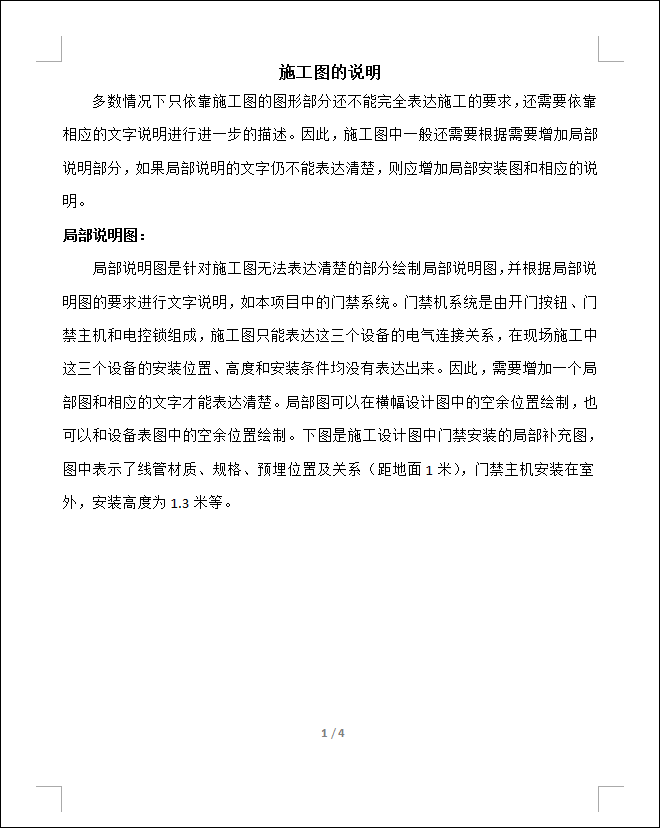 施工图的说明
多数情况下只依靠施工图的图形部分还不能完全表达施工的要求，还需要依靠
相应的文字说明进行进一步的描述。因此，施工图中一般还需要根据需要增加局部
说明部分，如果局部说明的文字仍不能表达清楚，则应增加局部安装图和相应的说
明。
局部说明图：
局部说明图是针对施工图无法表达清楚的部分绘制局部说明图，并根据局部说
明图的要求进行文字说明，如本项目中的门禁系统。门禁机系统是由开门按钮、门
禁主机和电控锁组成，施工图只能表达这三个设备的电气连接关系，在现场施工中
这三个设备的安装位置、高度和安装条件均没有表达出来。因此，需要增加一个局
部图和相应的文字才能表达清楚。局部图可以在横幅设计图中的空余位置绘制，也
可以和设备表图中的空余位置绘制。下图是施工设计图中门禁安装的局部补充图，
图中表示了线管材质、规格、预埋位置及关系（距地面 1 米），门禁主机安装在室
外，安装高度为 1.3 米等。
1 / 4